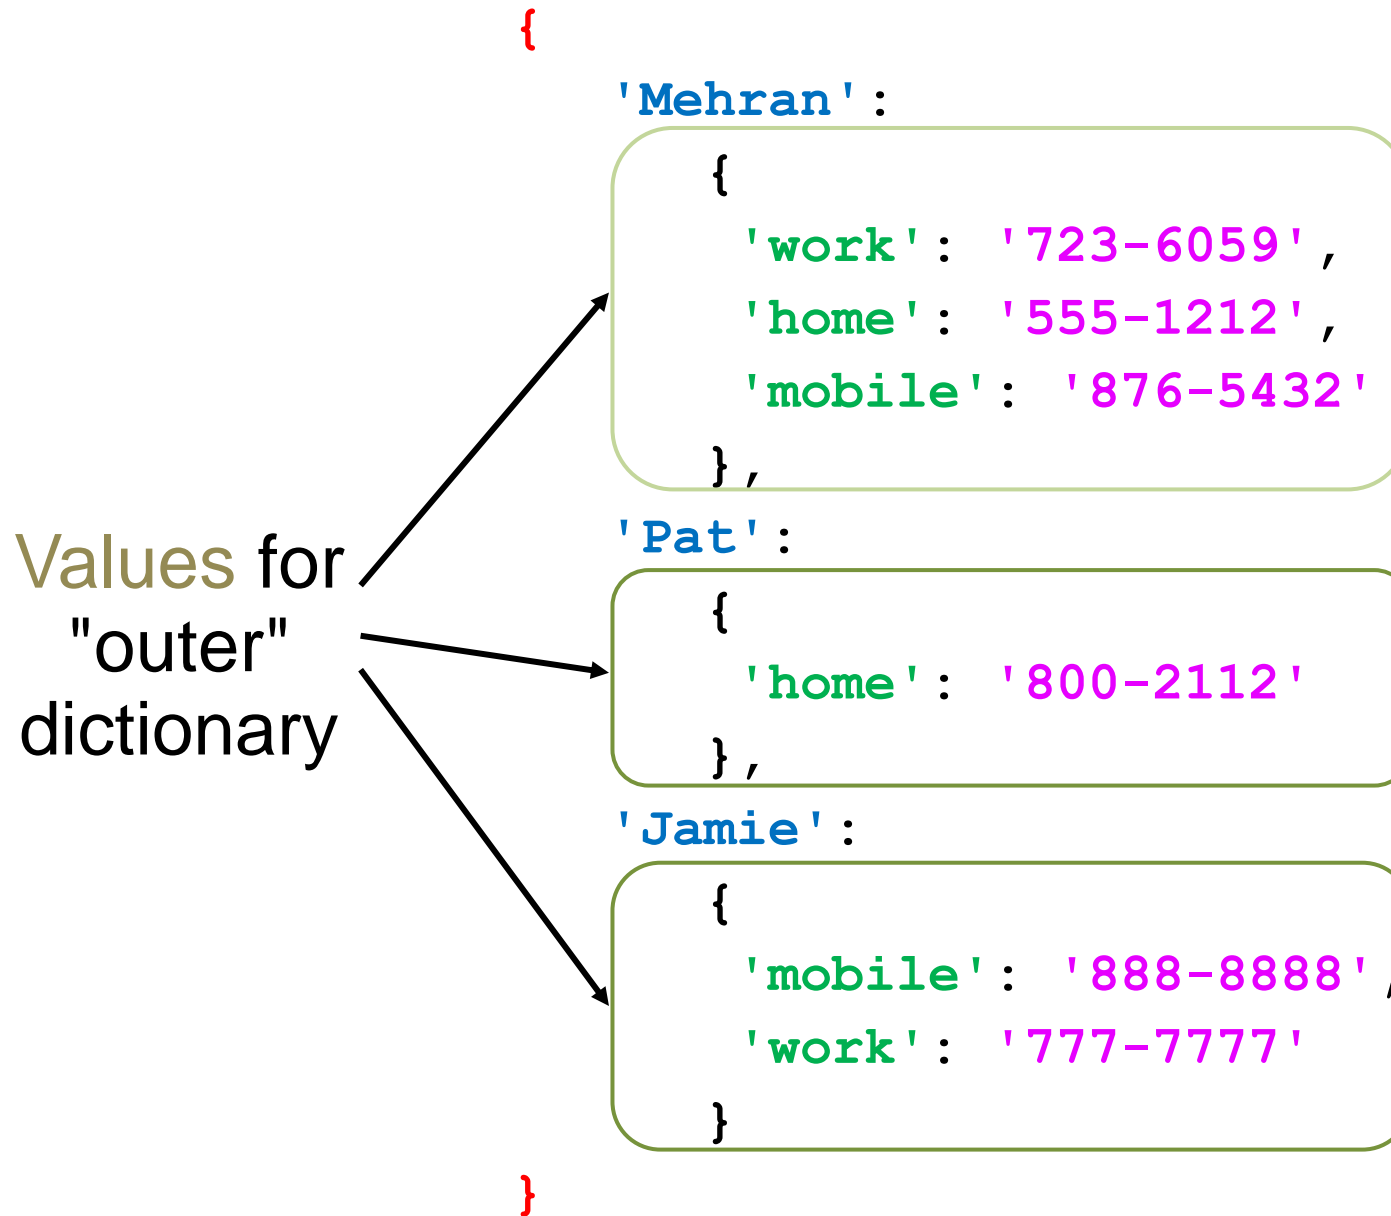 {
'Mehran':
{
'work': '723-6059',
'home': '555-1212',
'mobile': '876-5432'
},
'Pat':
{
'home': '800-2112'
},
'Jamie':
{
'mobile': '888-8888',
'work': '777-7777'
}
}
Values for
"outer"
dictionary